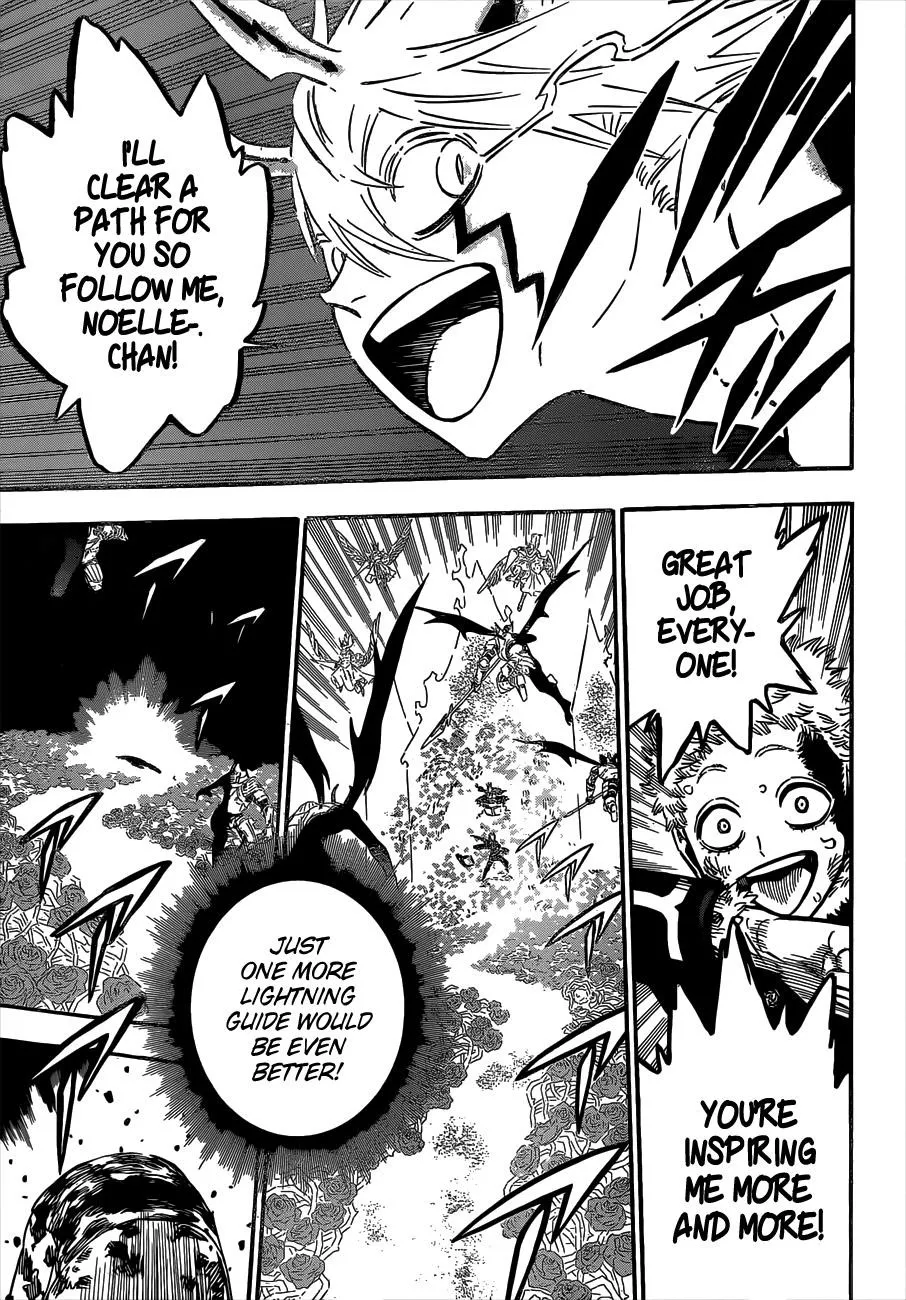 I'LL
CLEAR A
PATH FOR
YOU SO
FOLLOW ME,
NOELLE-.
CHAN!
GREAT
JOB,
EVERY-
ONE!
YOU'RE
INSPIRING
ME MORE
AND MORE!
JUST
ONE MORE
LIGHTNING
GUIDE WOULD
BE EVEN
BETTER!